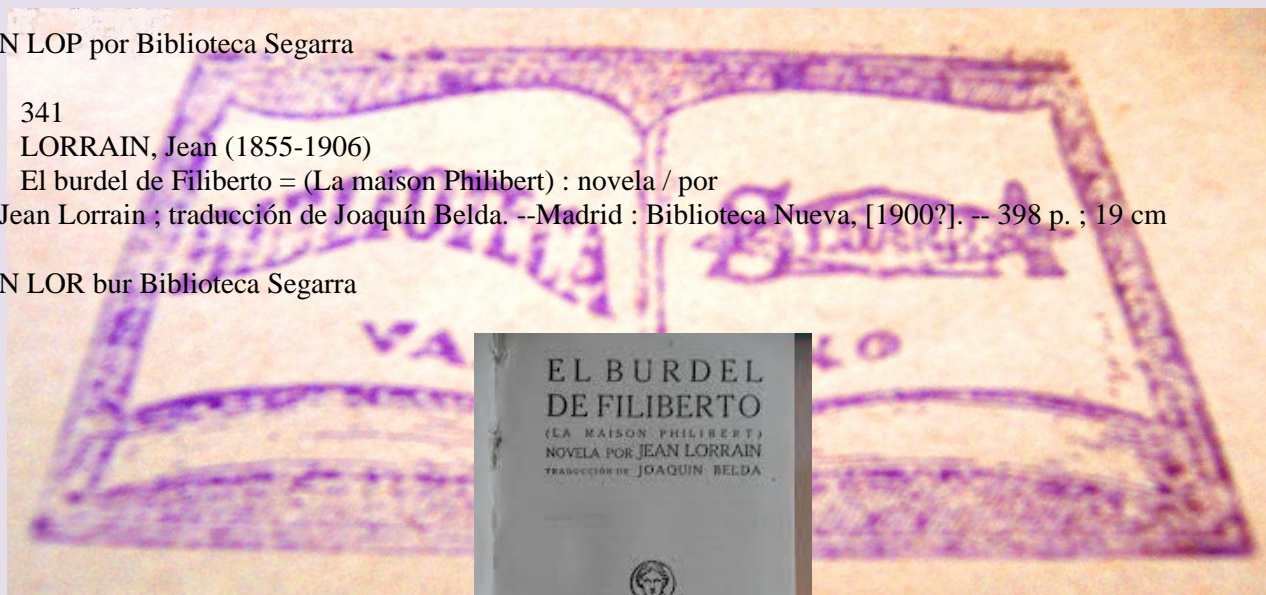 N LOP por Biblioteca Segarra
341
LORRAIN, Jean (1855-1906)
El burdel de Filiberto = (La maison Philibert) : novela / por
Jean Lorrain ; traducción de Joaquín Belda. --Madrid : Biblioteca Nueva, [1900?]. -- 398 p. ; 19 cm
N LOR bur Biblioteca Segarra
EL BURDEL
DE FILIBERTO
(LA MAISON PHILIBERT)
NOVELA POR JEAN LORRAIN
TRADUCCIÓN DE JOAQUIN BELDA